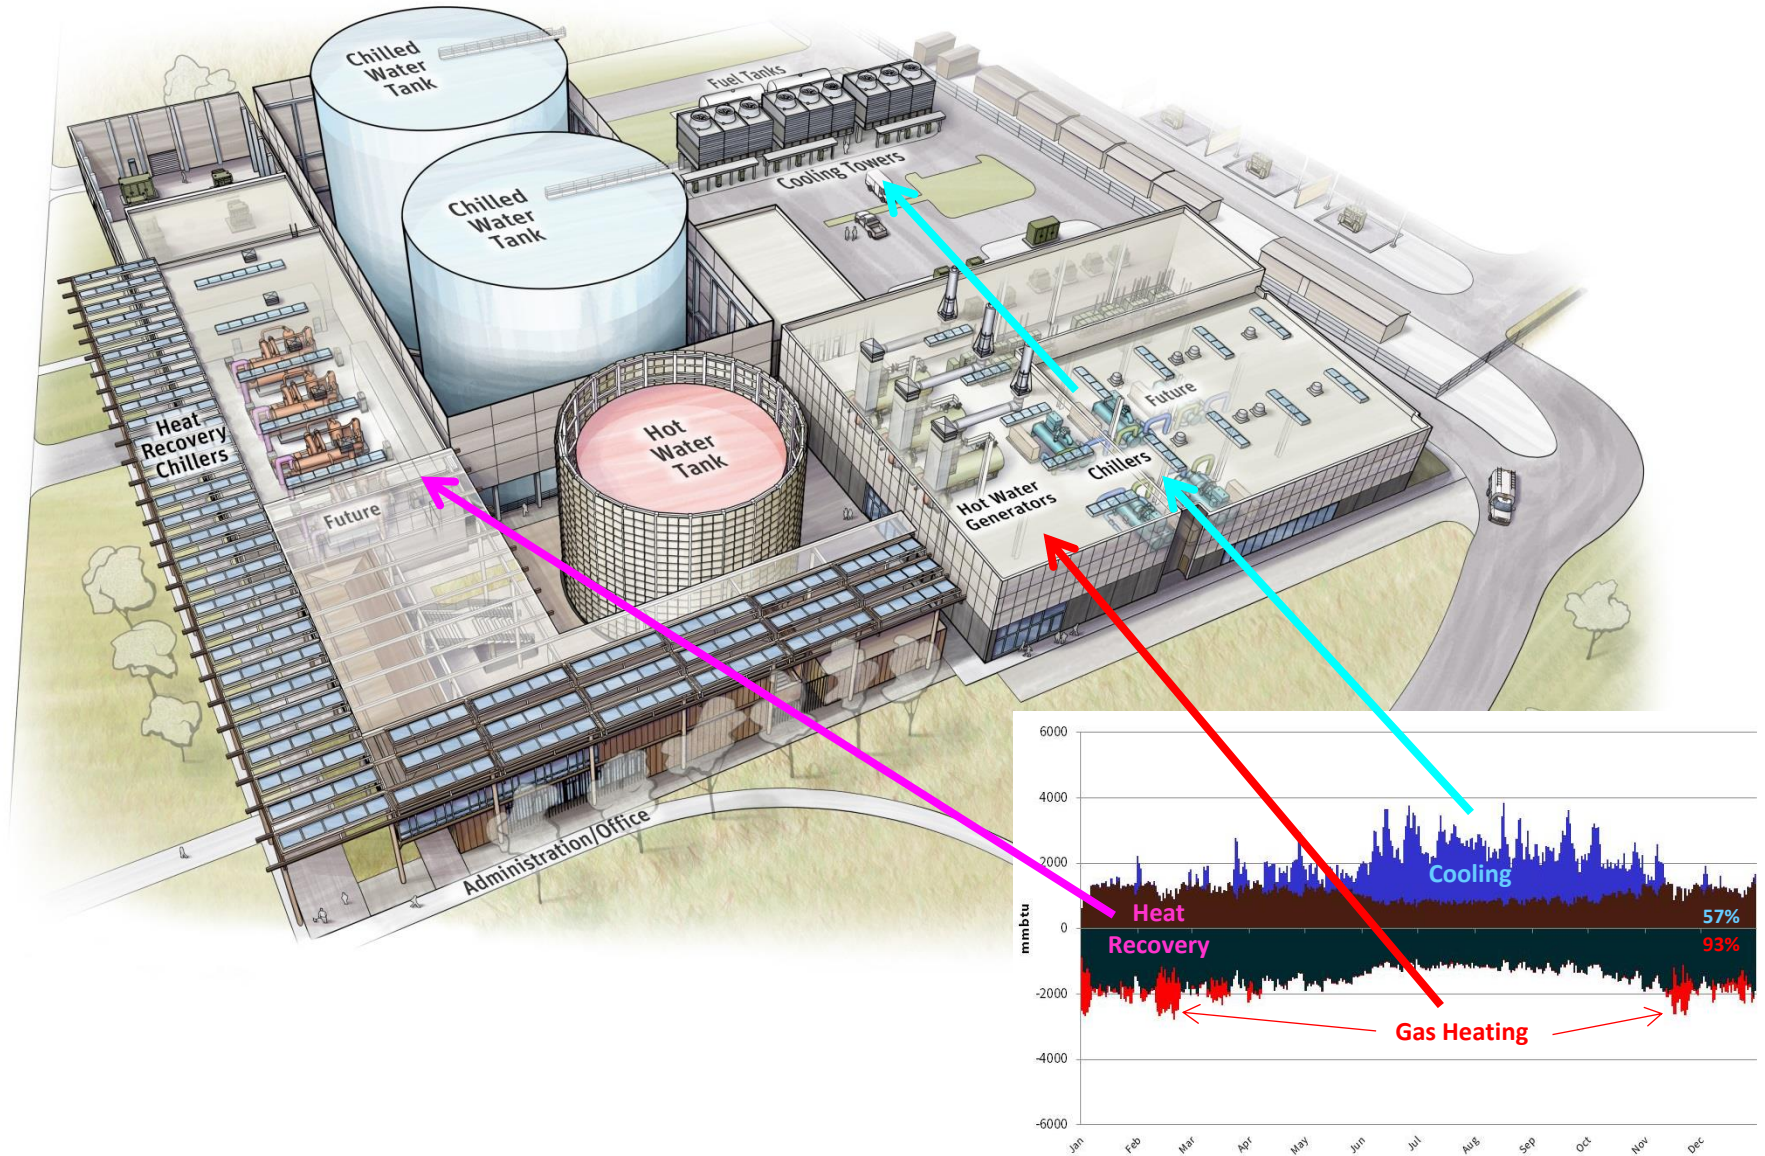 Chilled
Water
Tank
Fuel Tanks
Chilled
Water
Tank
Cooling Towers
Heat
Recovery
Chillers
Future
Hot
Water
Tank
Future
Chillers
Hot Water
Generators
Administration/Office
6000
4000
2000
0
-2000
-4000
-6000
mmbtu
Cooling
Heat
Recovery
57%
93%
Gas Heating
Jan
Feb
Mar
Apr
May
Jun
Jul
Aug
Sep
Oct
Nov
Dec